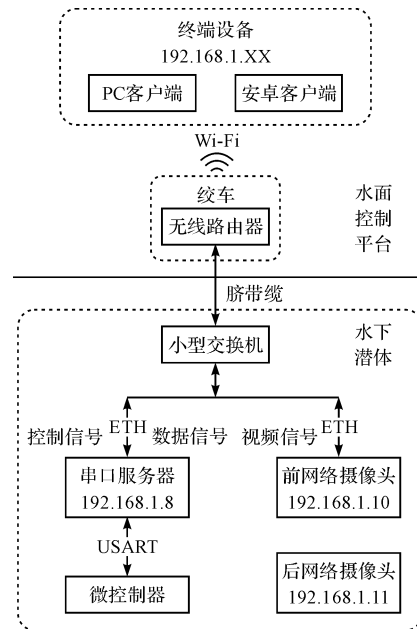 终端设备
192.168.1.XX
PC客户端
安卓客户端
Wi-Fi
绞车
无线路由器
水面
控制
平台
脐带缆
水下
潜体
小型交换机
控制信号
ETH
数据信号
视频信号
ETH
串口服务器
192.168.1.8
前网络摄像头
192.168.1.10
USART
微控制器
后网络摄像头
192.168.1.11